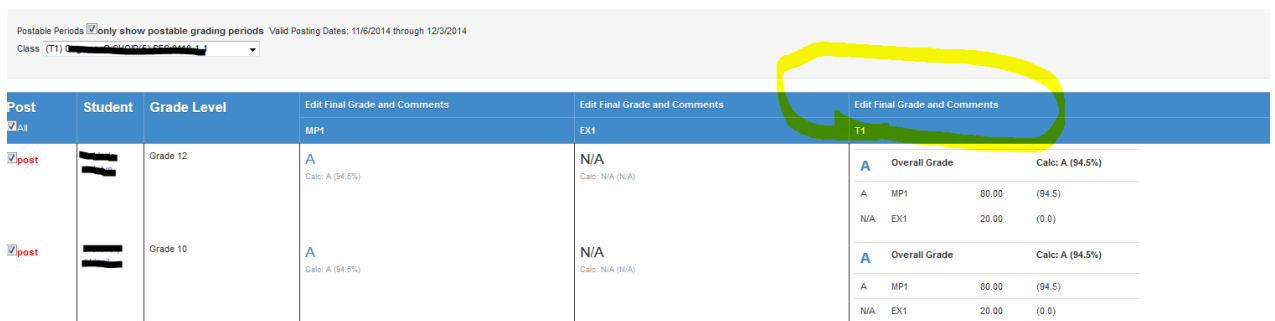 Postable Periods only show postable grading periods Valid Posting Dates: 11/6/2014 through 12/3/2014
Class (T1)
Post Student Grade Level Edit Final Grade and Comments Edit Final Grade and Comments Edit Final Grade and Comments
All MP1 EX1 T1
post Grade 12 A N/A A Overall Grade Calc: A (94.5%)
Calc: A (94.5%) Calc: N/A (N/A)
A MP1 80.00 (94.5)
N/A EX1 20.00 (0.0)
post Grade 10 A N/A A Overall Grade Calc: A (94.5%)
Calc: A (94.5%) Calc: N/A (N/A)
A MP1 80.00 (94.5)
N/A EX1 20.00 (0.0)